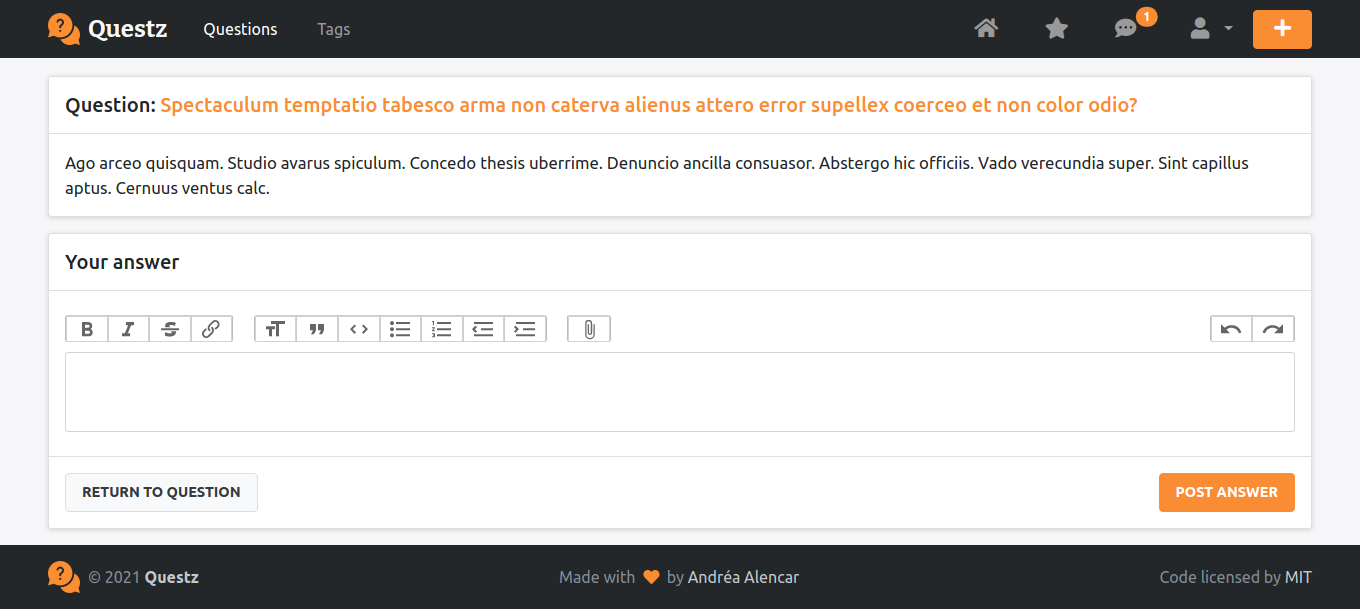 Questz Questions Tags 1
Question: Spectaculum temptatio tabesco arma non caterva alienus attero error supellex coerceo et non color odio?
Ago arceo quisquam. Studio avarus spiculum. Concedo thesis uberrime. Denuncio ancilla consuasor. Abstergo hic officiis. Vado verecundia super. Sint capillus
aptus. Cernuus ventus calc.
Your answer
RETURN TO QUESTION POST ANSWER
© 2021 Questz Made with 🧡 by Andréa Alencar Code licensed by MIT